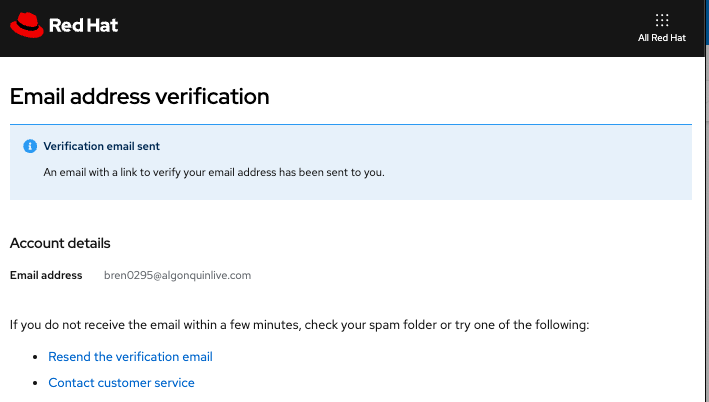 Red Hat
All Red Hat
Email address verification
Verification email sent
An email with a link to verify your email address has been sent to you.
Account details
Email address bren0295@algonquinlive.com
If you do not receive the email within a few minutes, check your spam folder or try one of the following:
• Resend the verification email
• Contact customer service